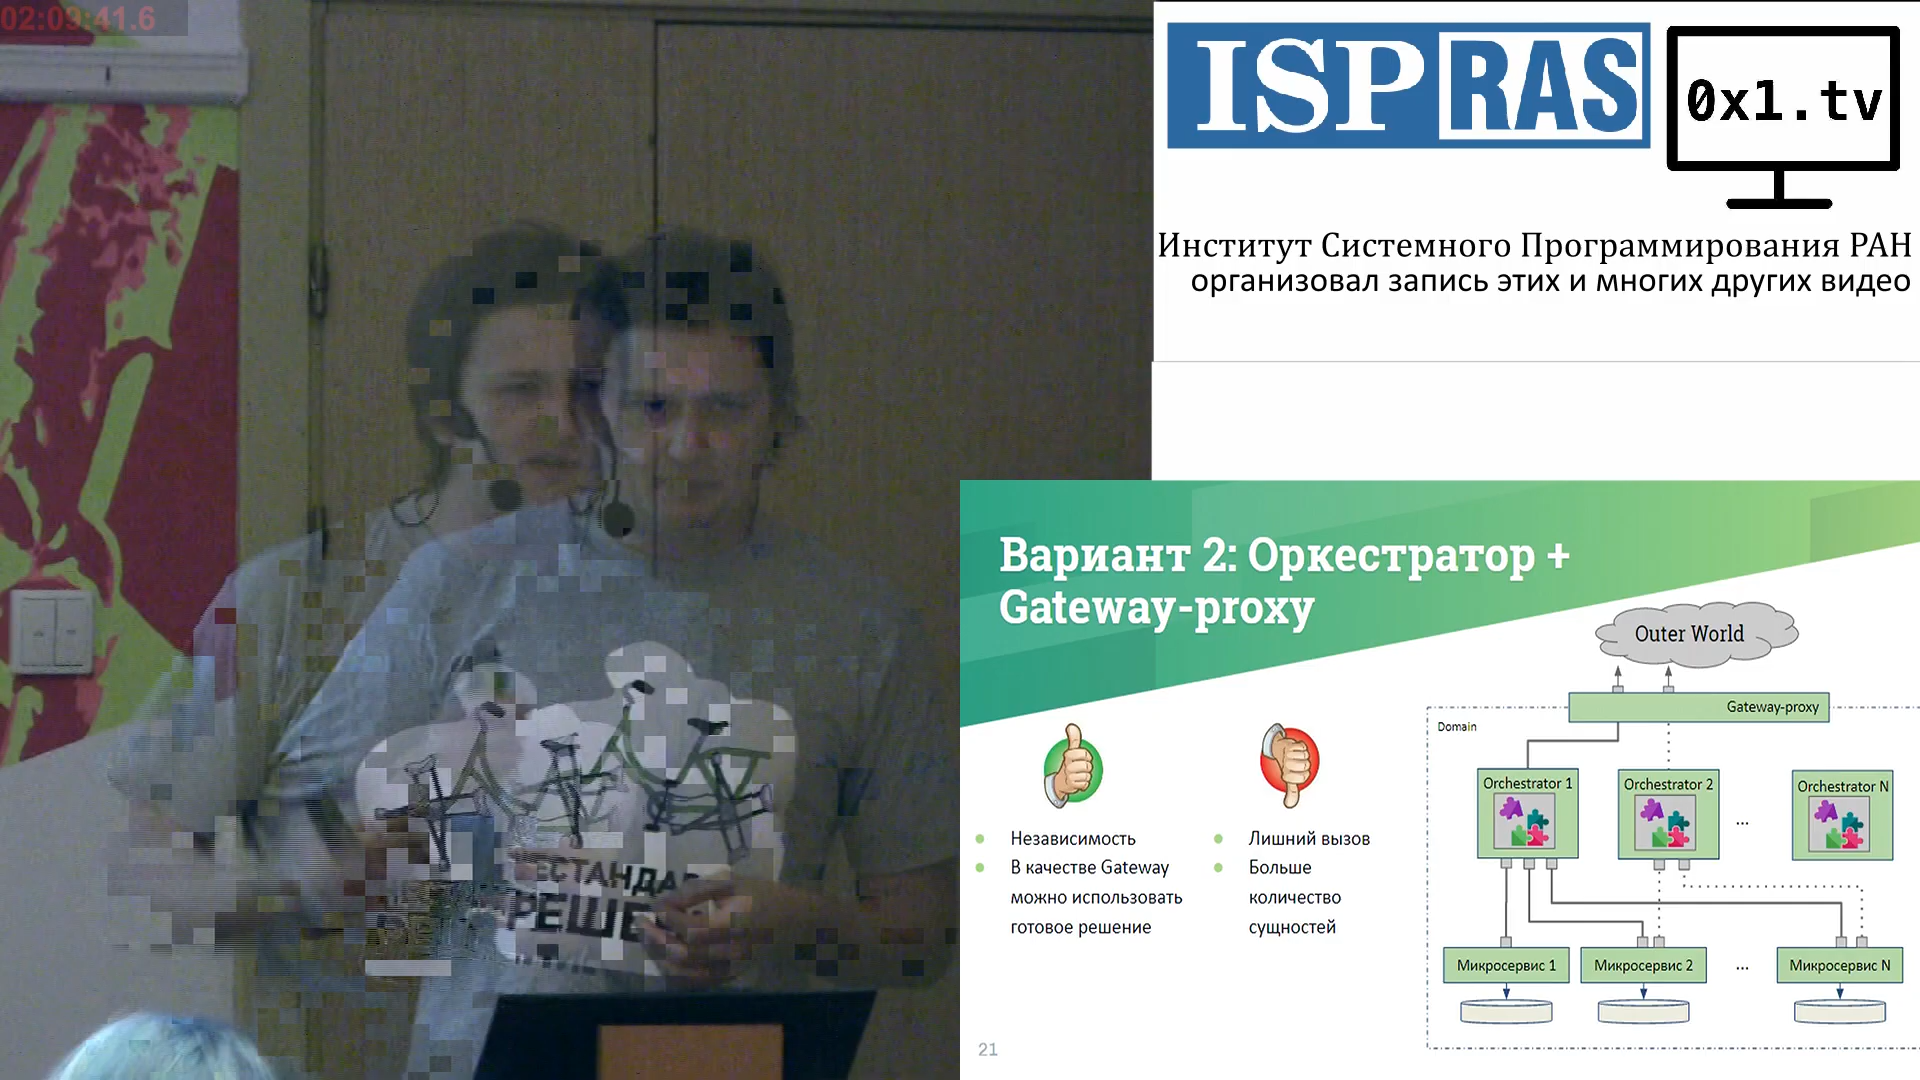 02:09:41.6
ISP RAS
0x1.tv
Институт Системного Программирования РАН
организовал запись этих и многих других видео
Вариант 2: Оркестратор +
Gateway-proxy
Outer World
Gateway-proxy
Domain
Orchestrator 1
Orchestrator 2
...
Orchestrator N
Независимость
В качестве Gateway
можно использовать
готовое решение
Лишний вызов
Больше
количество
сущностей
Микросервис 1
Микросервис 2
...
Микросервис N
21